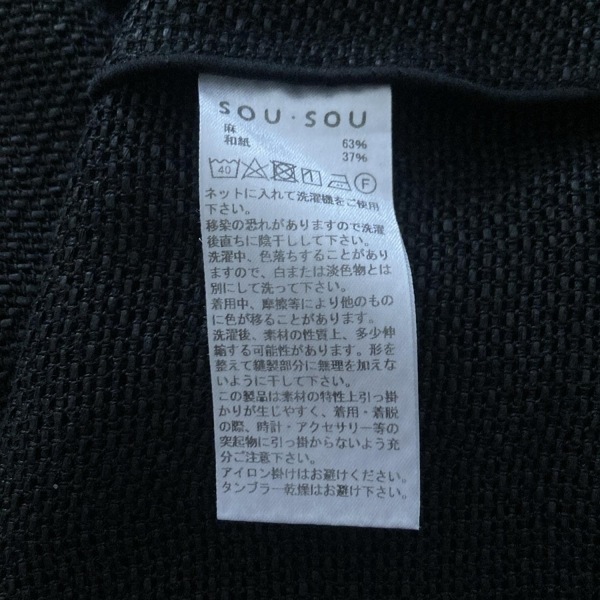 SOU・SOU
麻 63%
和紙 37%
40 F
ネットに入れて洗濯機をご使用
下さい。
移染の恐れがありますので洗濯
後直ちに陰干しして下さい。
洗濯中、色落ちすることがあり
ますので、白または淡色物とは
別にして洗って下さい。
着用中、摩擦等により他のもの
に色が移ることがあります。
洗濯後、素材の性質上、多少伸
縮する可能性があります。形を
整えて縫製部分に無理を加えな
いように干して下さい。
この製品は素材の特性上引っ掛
かりが生じやすく、着用・着脱
の際、時計・アクセサリー等の
突起物に引っ掛からないよう充
分ご注意下さい。
アイロン掛けはお避けください。
タンブラー乾燥はお避け下さい。